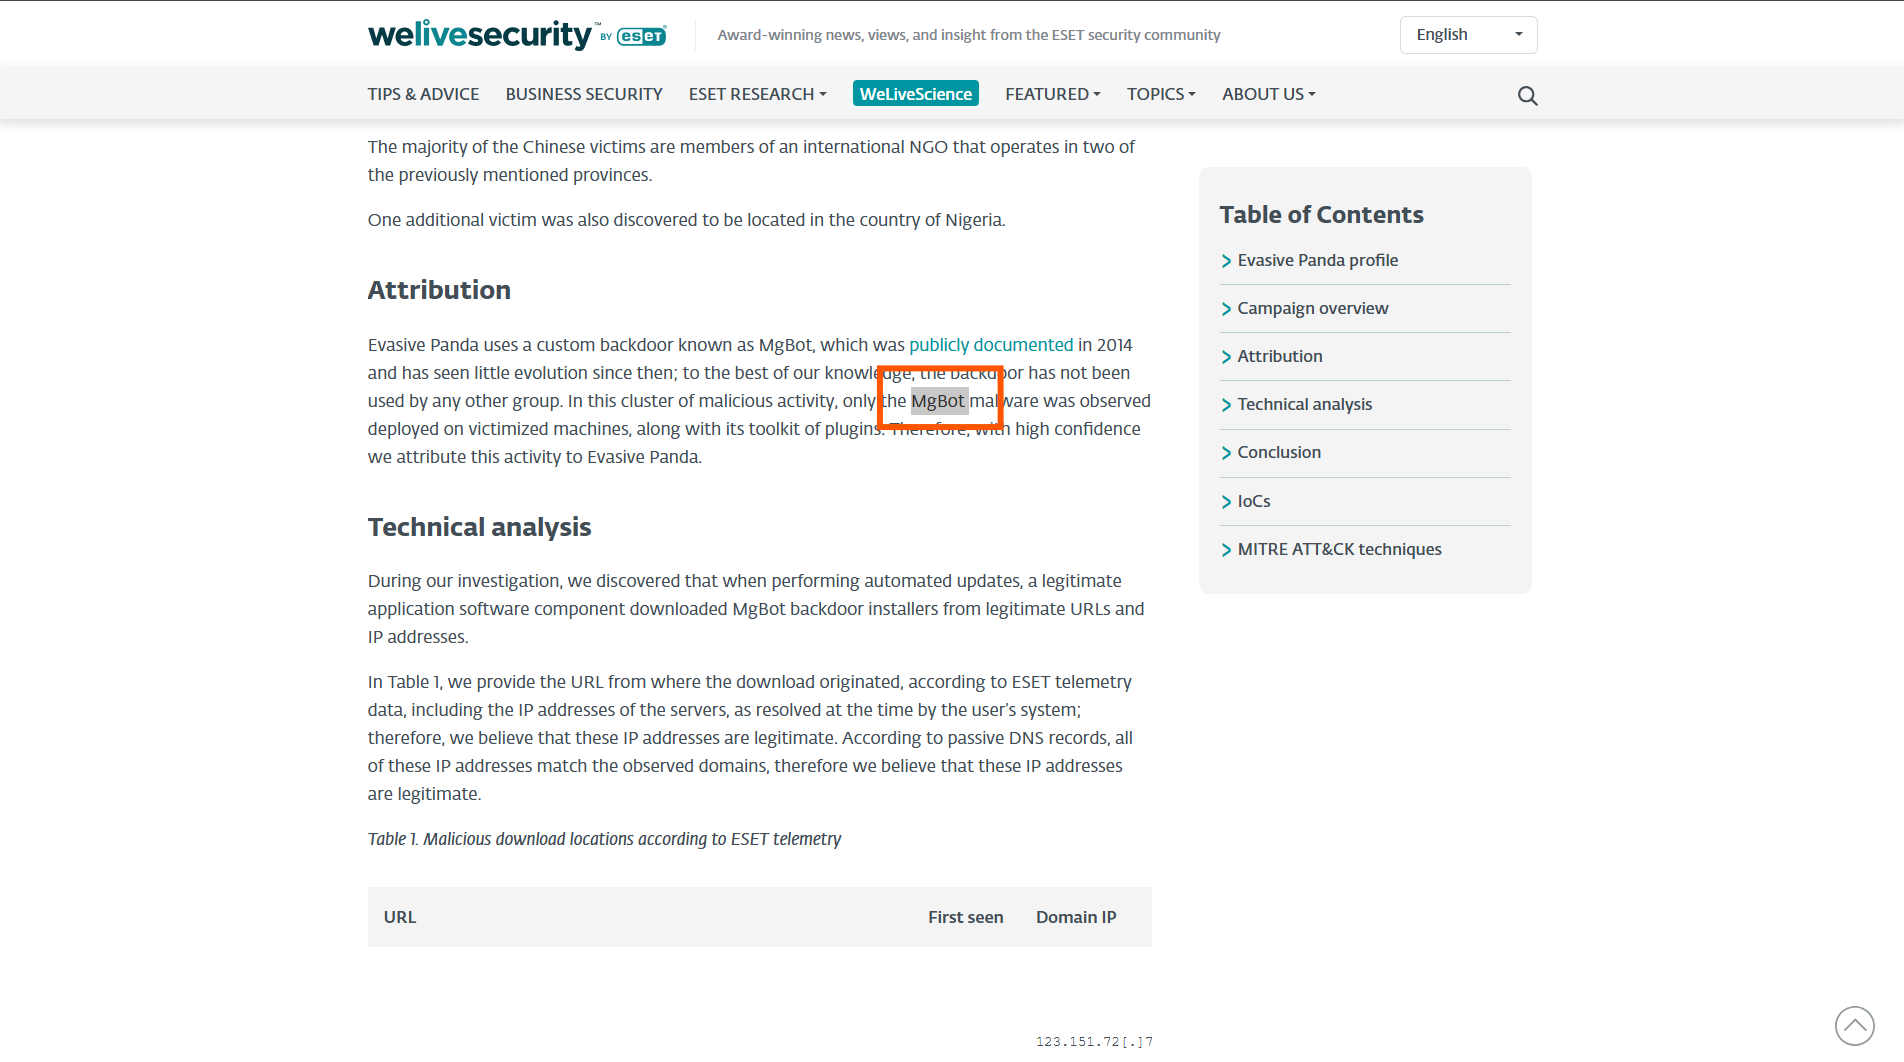 welivesecurity™ BY eset®
Award-winning news, views, and insight from the ESET security community
English
TIPS & ADVICE BUSINESS SECURITY ESET RESEARCH WeLiveScience FEATURED TOPICS ABOUT US
The majority of the Chinese victims are members of an international NGO that operates in two of
the previously mentioned provinces.
One additional victim was also discovered to be located in the country of Nigeria.
Attribution
Evasive Panda uses a custom backdoor known as MgBot, which was publicly documented in 2014
and has seen little evolution since then; to the best of our knowledge, the backdoor has not been
used by any other group. In this cluster of malicious activity, only the MgBot malware was observed
deployed on victimized machines, along with its toolkit of plugins. Therefore, with high confidence
we attribute this activity to Evasive Panda.
Technical analysis
During our investigation, we discovered that when performing automated updates, a legitimate
application software component downloaded MgBot backdoor installers from legitimate URLs and
IP addresses.
In Table 1, we provide the URL from where the download originated, according to ESET telemetry
data, including the IP addresses of the servers, as resolved at the time by the user’s system;
therefore, we believe that these IP addresses are legitimate. According to passive DNS records, all
of these IP addresses match the observed domains, therefore we believe that these IP addresses
are legitimate.
Table 1. Malicious download locations according to ESET telemetry
URL First seen Domain IP
123.151.72[.]7
Table of Contents
Evasive Panda profile
Campaign overview
Attribution
Technical analysis
Conclusion
IoCs
MITRE ATT&CK techniques